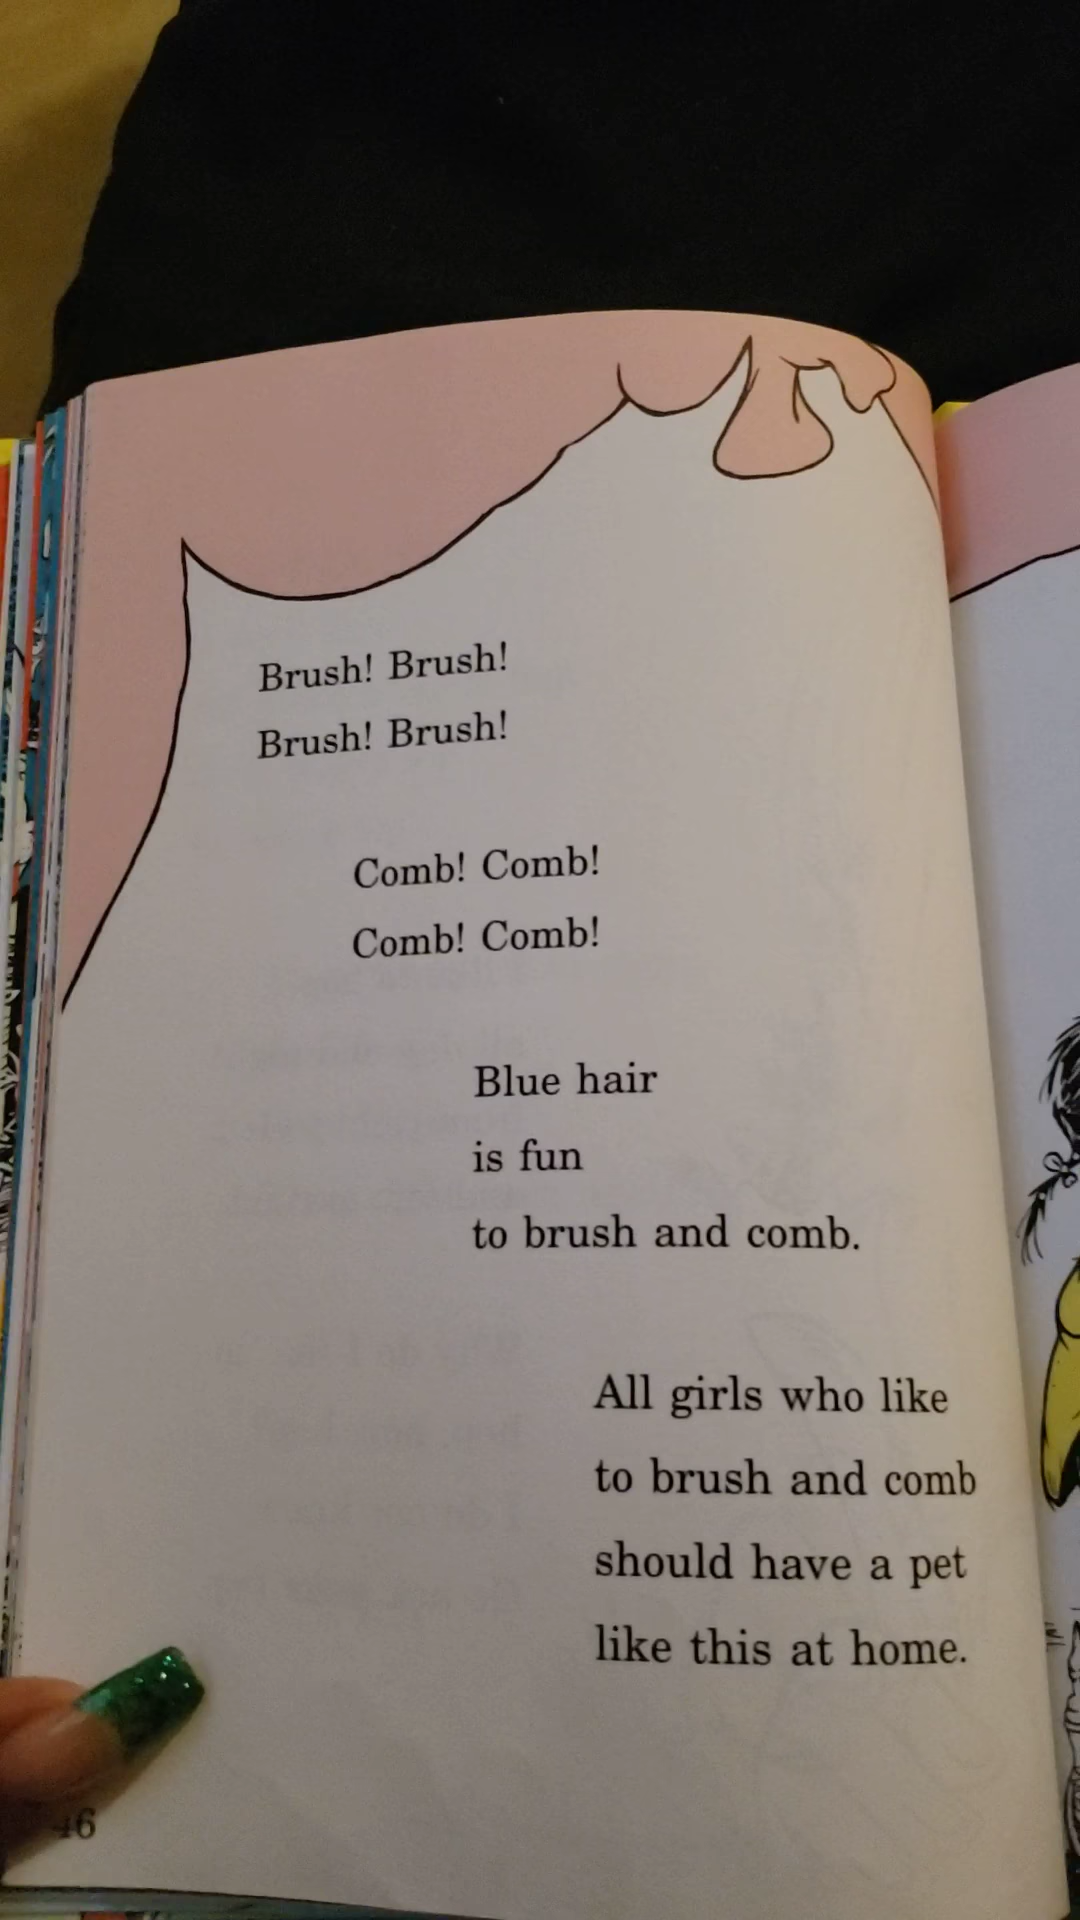 Brush! Brush!
Brush! Brush!
Comb! Comb!
Comb! Comb!
Blue hair
is fun
to brush and comb.
All girls who like
to brush and comb
should have a pet
like this at home.
46